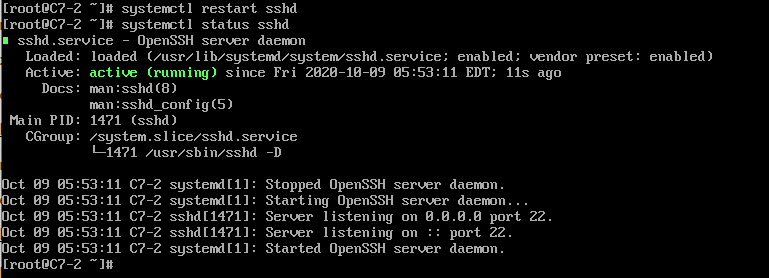 [root@C7-2 ~]# systemctl restart sshd
[root@C7-2 ~]# systemctl status sshd
■ sshd.service - OpenSSH server daemon
   Loaded: loaded (/usr/lib/systemd/system/sshd.service; enabled; vendor preset: enabled)
   Active: active (running) since Fri 2020-10-09 05:53:11 EDT; 11s ago
     Docs: man:sshd(8)
           man:sshd_config(5)
 Main PID: 1471 (sshd)
   CGroup: /system.slice/sshd.service
           └─1471 /usr/sbin/sshd -D
Oct 09 05:53:11 C7-2 systemd[1]: Stopped OpenSSH server daemon.
Oct 09 05:53:11 C7-2 systemd[1]: Starting OpenSSH server daemon...
Oct 09 05:53:11 C7-2 sshd[1471]: Server listening on 0.0.0.0 port 22.
Oct 09 05:53:11 C7-2 sshd[1471]: Server listening on :: port 22.
Oct 09 05:53:11 C7-2 systemd[1]: Started OpenSSH server daemon.
[root@C7-2 ~]#